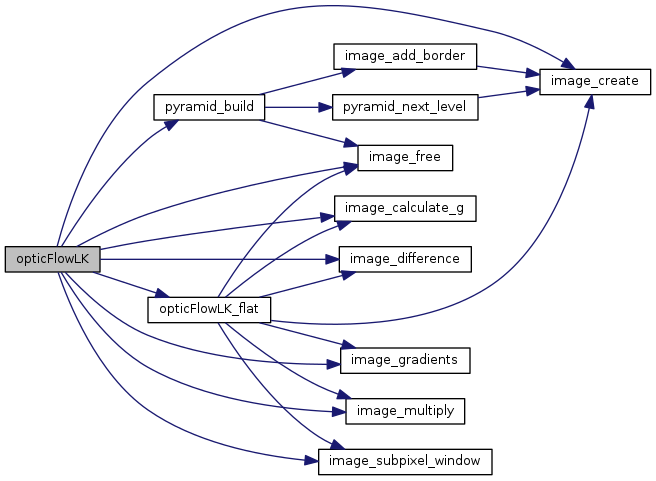 image_add_border
image_create
pyramid_build
pyramid_next_level
image_free
image_calculate_g
opticFlowLK
image_difference
opticFlowLK_flat
image_gradients
image_multiply
image_subpixel_window